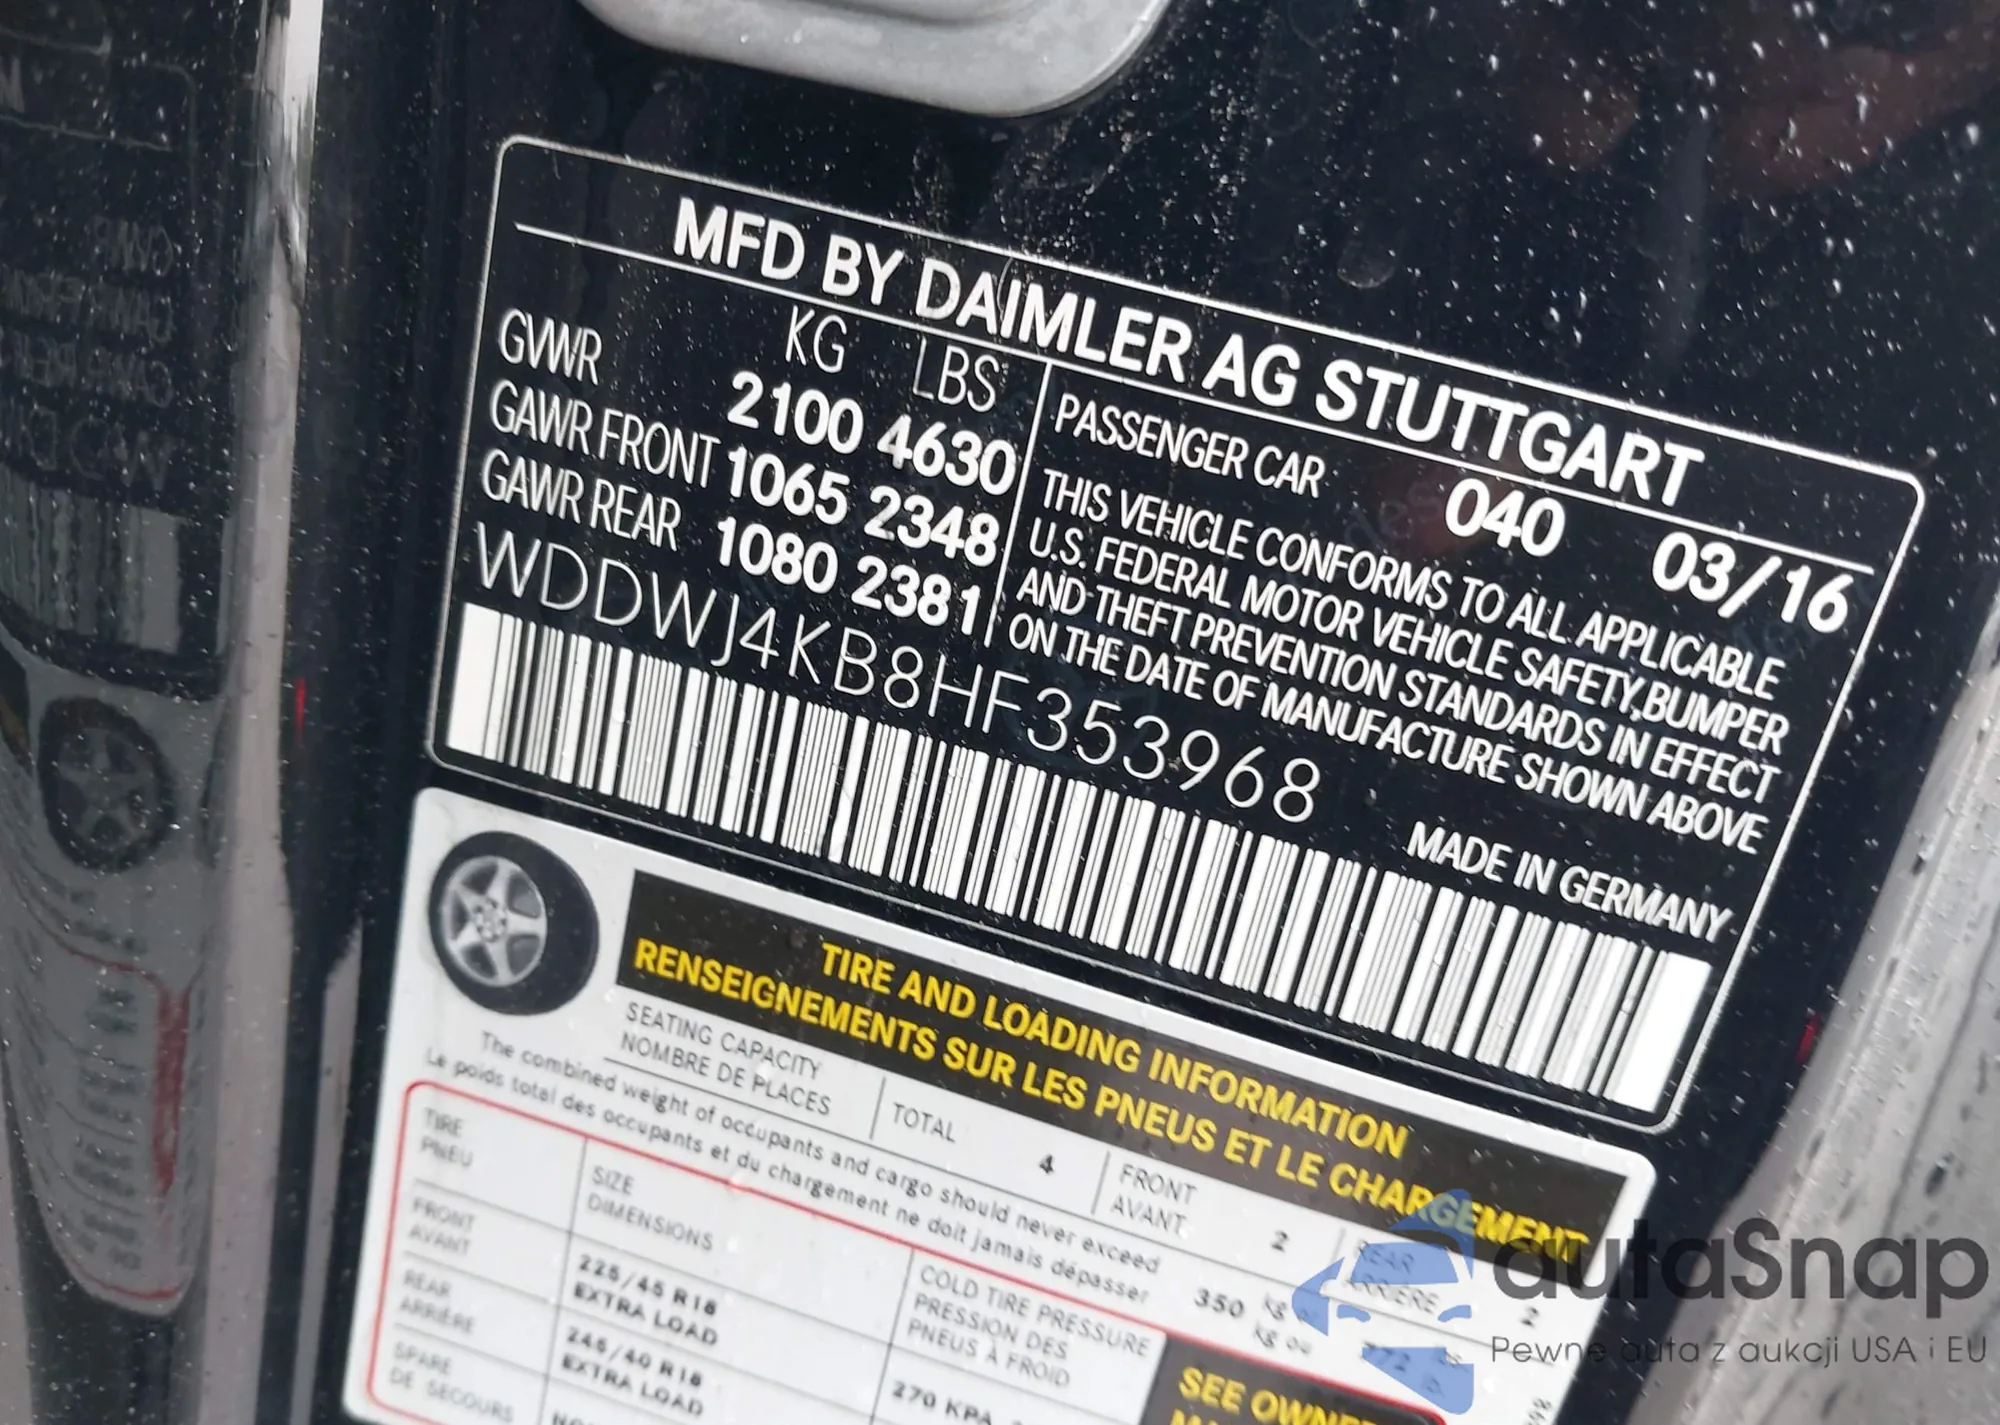 MFD BY DAIMLER AG STUTTGART
KG LBS
GVWR 2100 4630
GAWR FRONT 1065 2348
GAWR REAR 1080 2381
PASSENGER CAR 040 03/16
THIS VEHICLE CONFORMS TO ALL APPLICABLE
U.S. FEDERAL MOTOR VEHICLE SAFETY,BUMPER
AND THEFT PREVENTION STANDARDS IN EFFECT
ON THE DATE OF MANUFACTURE SHOWN ABOVE
WDDWJ4KB8HF353968
MADE IN GERMANY
TIRE AND LOADING INFORMATION
RENSEIGNEMENTS SUR LES PNEUS ET LE CHARGEMENT
SEATING CAPACITY
NOMBRE DE PLACES
TOTAL 4
FRONT
AVANT 2
REAR
ARRIÈRE 2
The combined weight of occupants and cargo should never exceed
Le poids total des occupants et du chargement ne doit jamais dépasser
350 kg
kg ou
TIRE
PNEU
SIZE
DIMENSIONS
COLD TIRE PRESSURE
PRESSION DES
PNEUS À FROID
FRONT
AVANT
225/45 R18
EXTRA LOAD
270 KPA
REAR
ARRIÈRE
245/40 R18
EXTRA LOAD
SPARE
DE SECOURS
SEE OWNER
autaSnap
Pewne auta z aukcji USA i EU